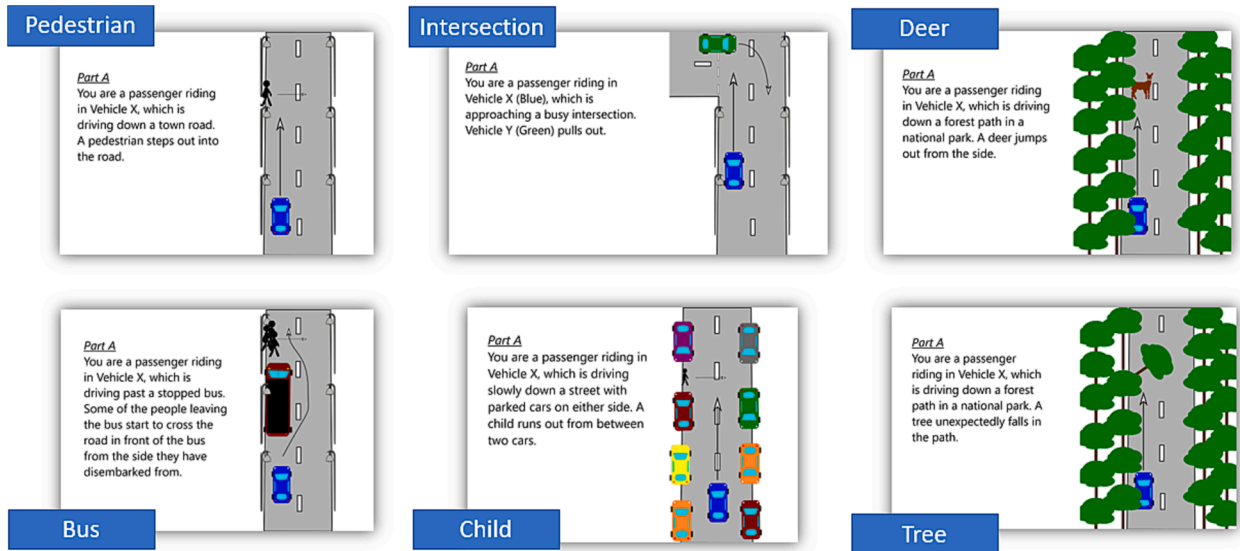 Pedestrian
Part A
You are a passenger riding
in Vehicle X, which is
driving down a town road.
A pedestrian steps out into
the road.
Intersection
Part A
You are a passenger riding in
Vehicle X (Blue), which is
approaching a busy intersection.
Vehicle Y (Green) pulls out.
Deer
Part A
You are a passenger riding
in Vehicle X, which is driving
down a forest path in a
national park. A deer jumps
out from the side.
Part A
You are a passenger riding
in Vehicle X, which is
driving past a stopped bus.
Some of the people leaving
the bus start to cross the
road in front of the bus
from the side they have
disembarked from.
Bus
Part A
You are a passenger riding in
Vehicle X, which is driving
slowly down a street with
parked cars on either side. A
child runs out from between
two cars.
Child
Part A
You are a passenger
riding in Vehicle X, which
is driving down a forest
path in a national park. A
tree unexpectedly falls in
the path.
Tree